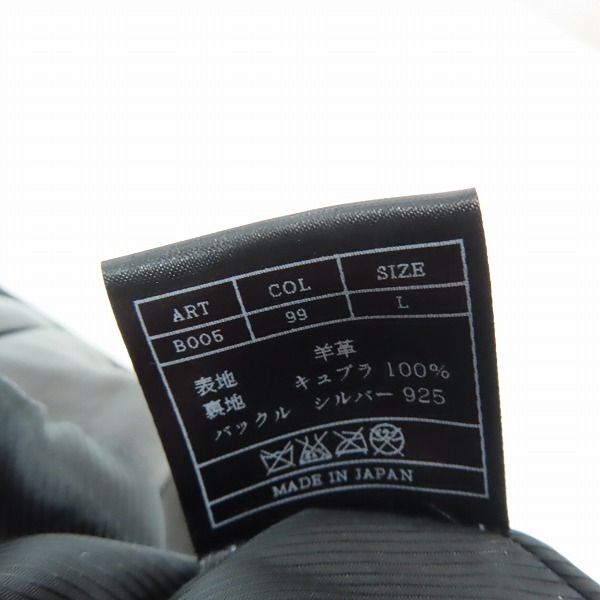 ART COL SIZE
B005 99 L
表地 羊革
裏地 キュプラ 100%
バックル シルバー 925
MADE IN JAPAN